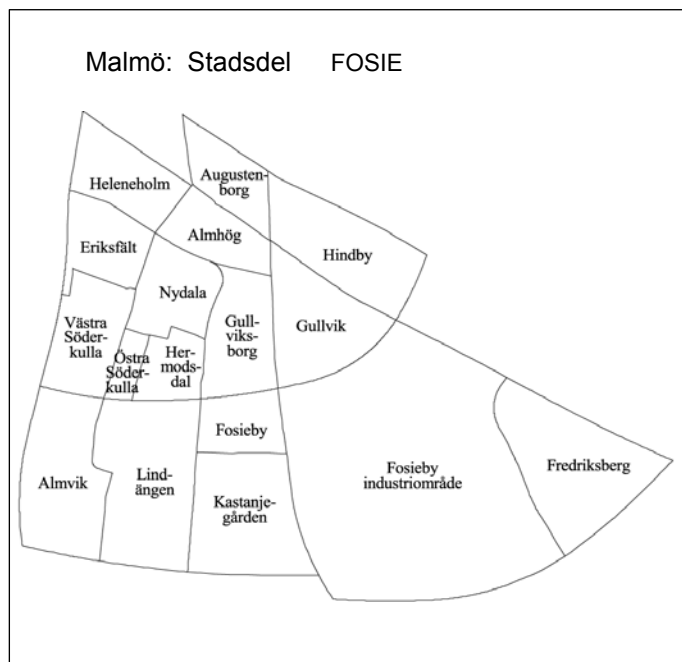 Malmö: Stadsdel FOSIE
Heleneholm
Augusten-
borg
Almhög
Eriksfält
Hindby
Nydala
Västra
Söder-
kulla
Östra
Söder-
kulla
Her-
mods-
dal
Gull-
viks-
borg
Gullvik
Fosieby
Almvik
Lind-
ängen
Kastanje-
gården
Fosieby
industriområde
Fredriksberg